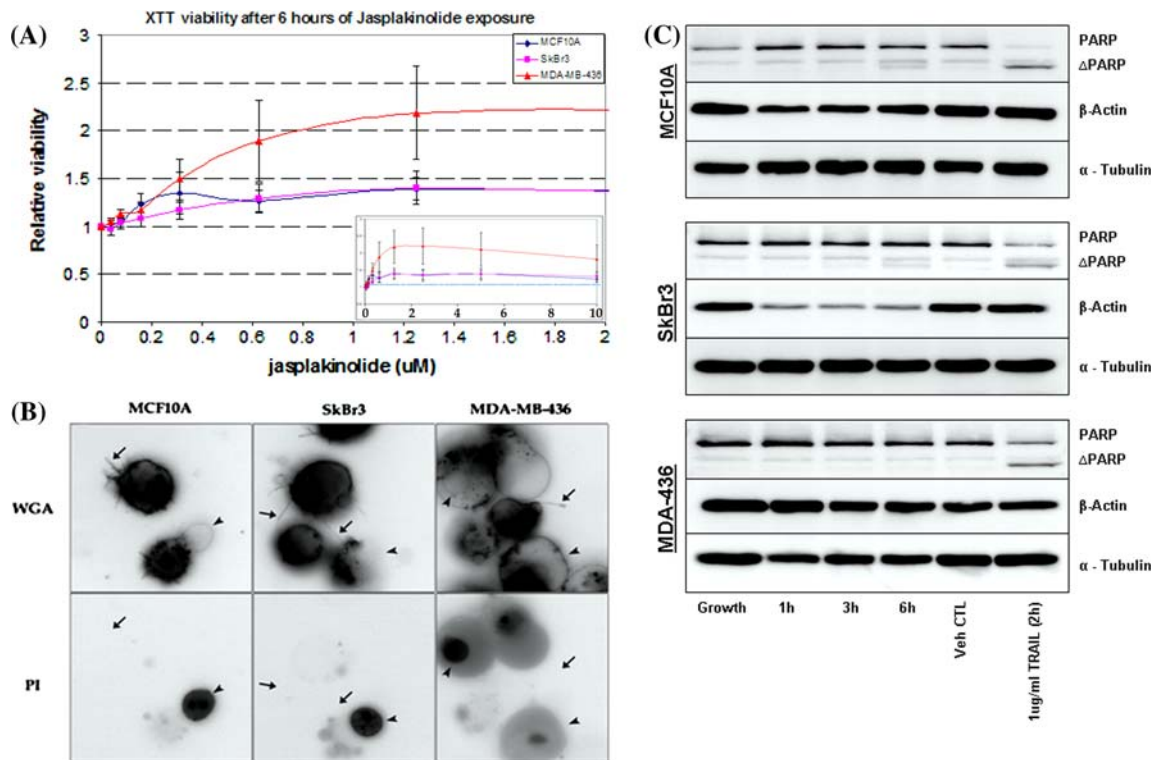 (A)
XTT viability after 6 hours of Jasplakinolide exposure
MCF10A
SkBr3
MDA-MB-436
3
2.5
2
1.5
1
0.5
0
Relative viability
0 0.2 0.4 0.6 0.8 1 1.2 1.4 1.6 1.8 2
0 2 4 6 8 10
jasplakinolide (uM)
(B)
MCF10A SkBr3 MDA-MB-436
WGA
PI
(C)
MCF10A
PARP
ΔPARP
β-Actin
α - Tubulin
SkBr3
PARP
ΔPARP
β-Actin
α - Tubulin
MDA-436
PARP
ΔPARP
β-Actin
α - Tubulin
Growth 1h 3h 6h Veh CTL 1ug/ml TRAIL (2h)